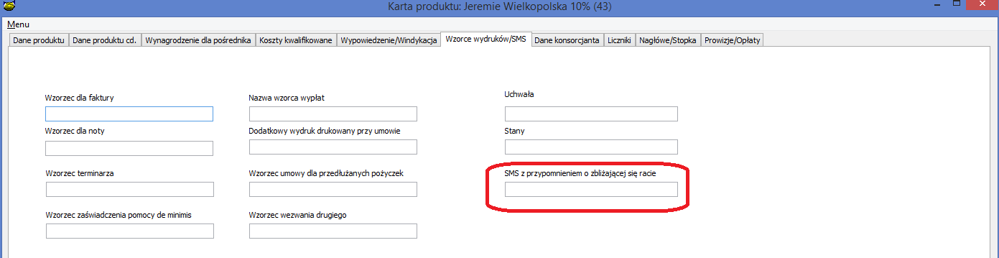 Karta produktu: Jeremie Wielkopolska 10% (43)
Menu
Dane produktu Dane produktu cd. Wynagrodzenie dla pośrednika Koszty kwalifikowane Wypowiedzenie/Windykacja Wzorce wydruków/SMS Dane konsorcjanta Liczniki Nagłówe/Stopka Prowizje/Opłaty
Wzorzec dla faktury Nazwa wzorca wypłat Uchwała
Wzorzec dla noty Dodatkowy wydruk drukowany przy umowie Stany
Wzorzec terminarza Wzorzec umowy dla przedłużanych pożyczek SMS z przypomnieniem o zbliżającej się racie
Wzorzec zaświadczenia pomocy de minimis Wzorzec wezwania drugiego